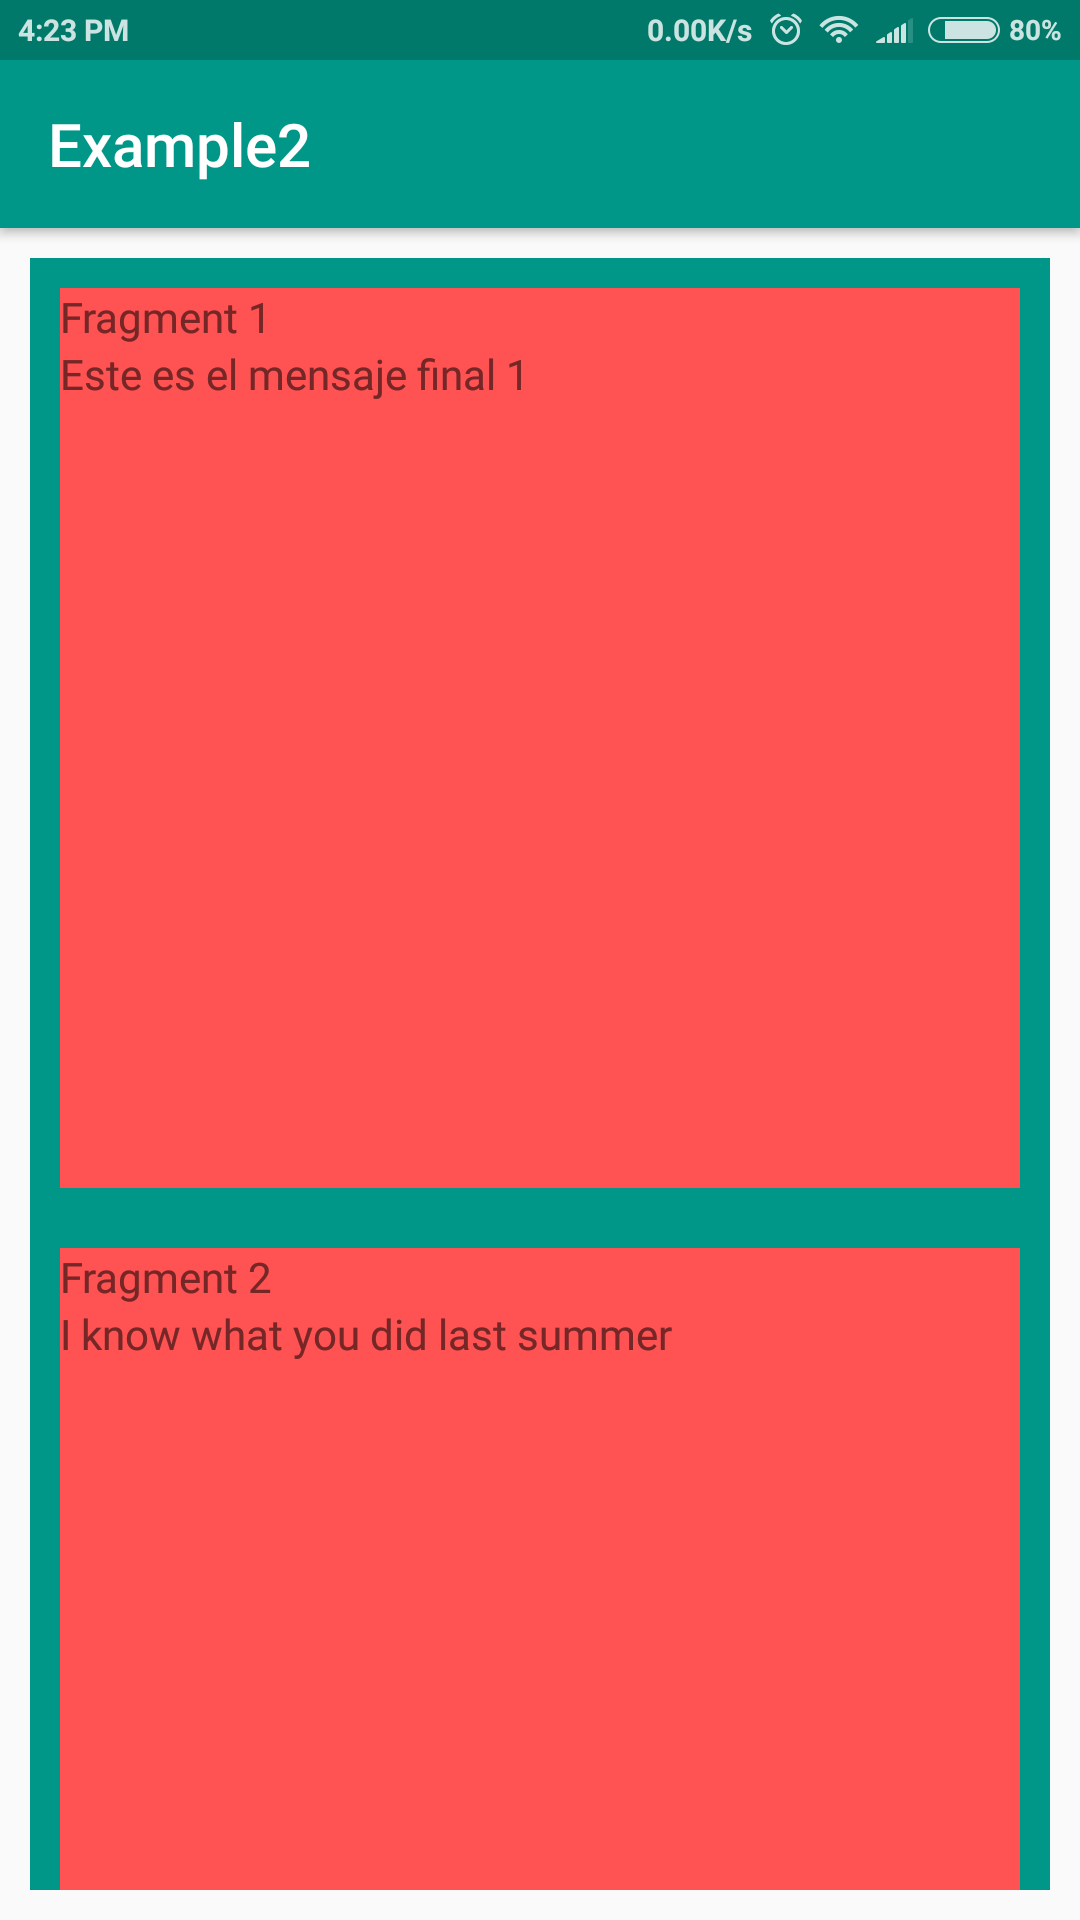 4:23 PM 0.00K/s 80%
Example2
Fragment 1
Este es el mensaje final 1
Fragment 2
I know what you did last summer